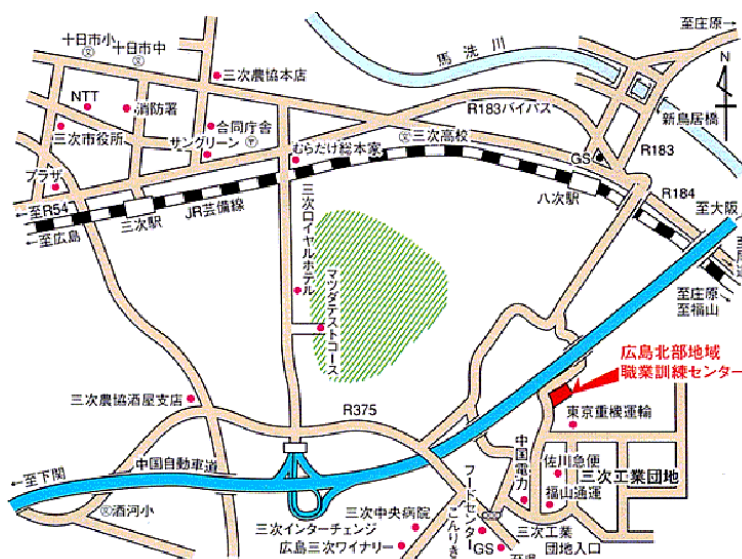 十日市小
十日市中
三次農協本店
馬洗川
至庄原→
N
NTT
消防署
合同庁舎
三次市役所
サングリーン
R183バイパス
新鳥居橋
三次高校
むらたけ総本家
GS
R183
プラザ
R184
←至R54
←至広島
三次駅
JR芸備線
三次ロイヤルホテル
八次駅
至大阪
マツダテストコース
至庄原
至福山
広島北部地域
職業訓練センター
三次農協酒屋支店
R375
東京重機運輸
中国電力
佐川急便
三次工業団地
←至下関
中国自動車道
福山通運
フードセンター
こんりき
酒河小
三次中央病院
三次インターチェンジ
広島三次ワイナリー
GS
三次工業
団地入口